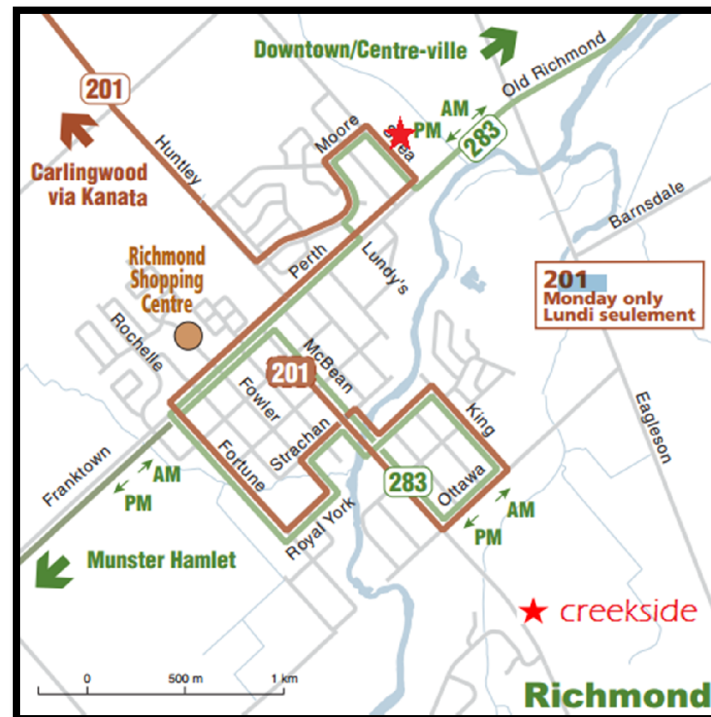 Downtown/Centre-ville
Old Richmond
201
AM
PM
283
Moore
Huntley
Carlingwood
via Kanata
Barnsdale
Perth
Lundy's
Richmond
Shopping
Centre
201
Monday only
Lundi seulement
Rochelle
McBean
201
Fowler
King
Eagleson
Strachan
Fortune
Franktown
283
Ottawa
AM
PM
AM
PM
Royal York
Munster Hamlet
creekside
0 500 m 1 km
Richmond